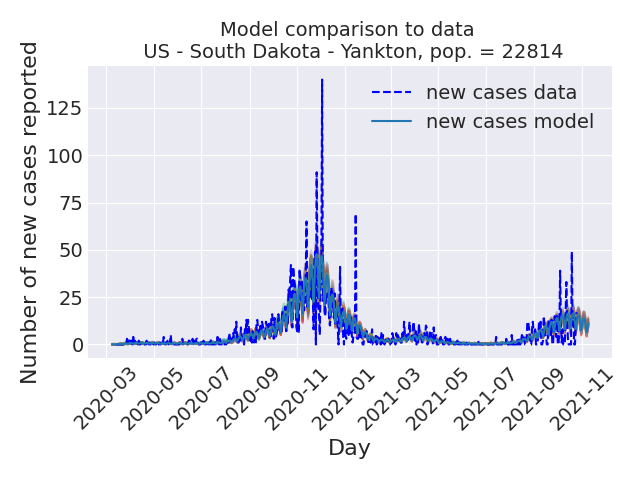 Model comparison to data
US - South Dakota - Yankton, pop. = 22814
Number of new cases reported
125
100
75
50
25
0
new cases data
new cases model
2020-03
2020-05
2020-07
2020-09
2020-11
2021-01
2021-03
2021-05
2021-07
2021-09
2021-11
Day